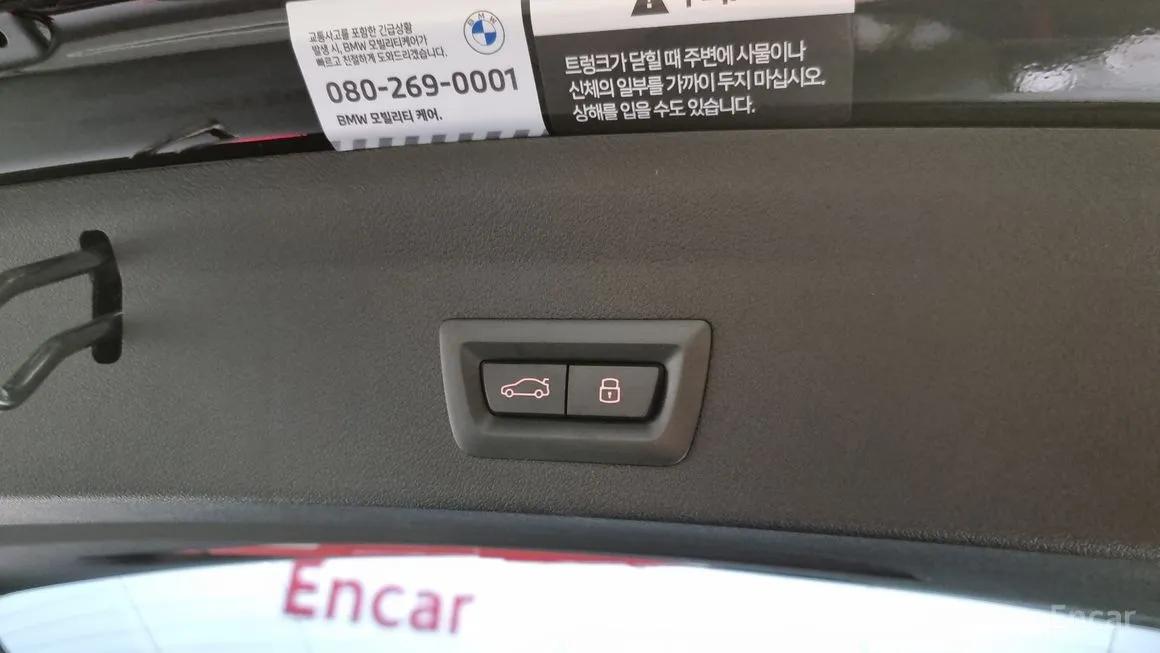 교통사고를 포함한 긴급상황
발생 시, BMW 모빌리티케어가
빠르고 친절하게 도와드리겠습니다.
080-269-0001
BMW 모빌리티 케어.
BMW
트렁크가 닫힐 때 주변에 사물이나
신체의 일부를 가까이 두지 마십시오.
상해를 입을 수도 있습니다.
Encar
Encar